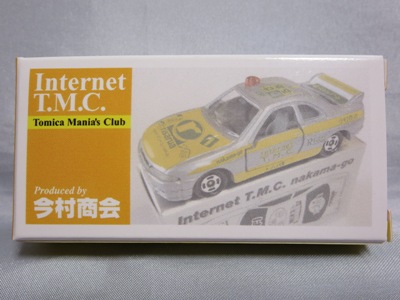 Internet
T.M.C.
Tomica Mania's Club
Produced by
今村商会
Internet T.M.C. nakama-go